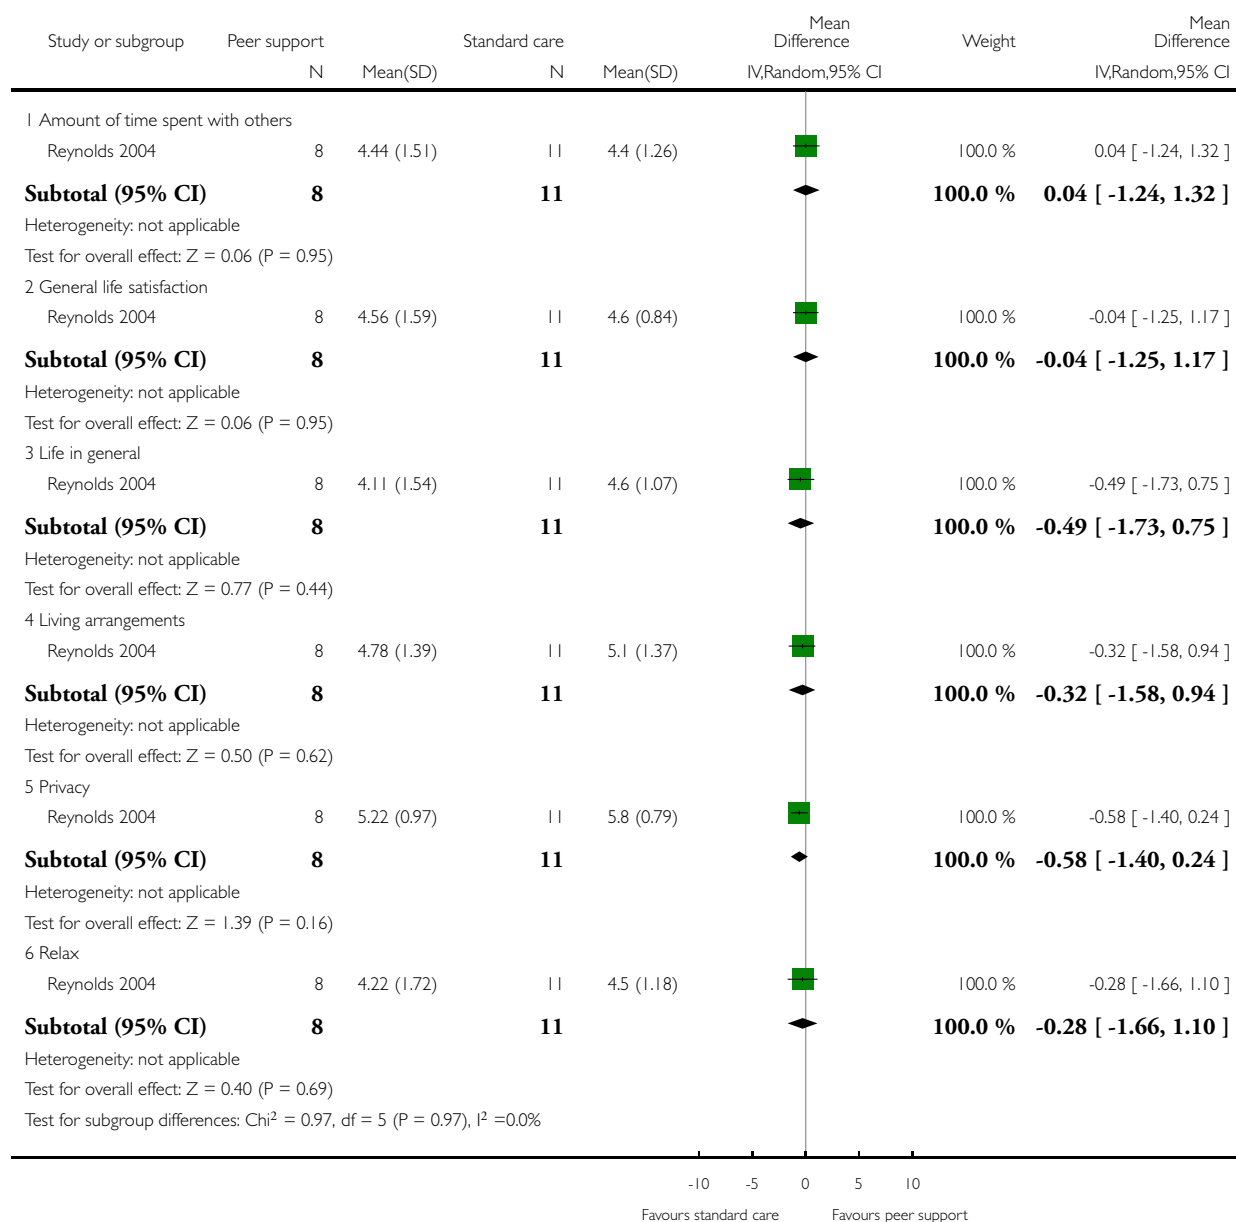 Study or subgroup Peer support Standard care Mean Difference Weight Mean Difference
N Mean(SD) N Mean(SD) IV,Random,95% CI IV,Random,95% CI
1 Amount of time spent with others
Reynolds 2004 8 4.44 (1.51) 11 4.4 (1.26) 100.0 % 0.04 [ -1.24, 1.32 ]
Subtotal (95% CI) 8 11 100.0 % 0.04 [ -1.24, 1.32 ]
Heterogeneity: not applicable
Test for overall effect: Z = 0.06 (P = 0.95)
2 General life satisfaction
Reynolds 2004 8 4.56 (1.59) 11 4.6 (0.84) 100.0 % -0.04 [ -1.25, 1.17 ]
Subtotal (95% CI) 8 11 100.0 % -0.04 [ -1.25, 1.17 ]
Heterogeneity: not applicable
Test for overall effect: Z = 0.06 (P = 0.95)
3 Life in general
Reynolds 2004 8 4.11 (1.54) 11 4.6 (1.07) 100.0 % -0.49 [ -1.73, 0.75 ]
Subtotal (95% CI) 8 11 100.0 % -0.49 [ -1.73, 0.75 ]
Heterogeneity: not applicable
Test for overall effect: Z = 0.77 (P = 0.44)
4 Living arrangements
Reynolds 2004 8 4.78 (1.39) 11 5.1 (1.37) 100.0 % -0.32 [ -1.58, 0.94 ]
Subtotal (95% CI) 8 11 100.0 % -0.32 [ -1.58, 0.94 ]
Heterogeneity: not applicable
Test for overall effect: Z = 0.50 (P = 0.62)
5 Privacy
Reynolds 2004 8 5.22 (0.97) 11 5.8 (0.79) 100.0 % -0.58 [ -1.40, 0.24 ]
Subtotal (95% CI) 8 11 100.0 % -0.58 [ -1.40, 0.24 ]
Heterogeneity: not applicable
Test for overall effect: Z = 1.39 (P = 0.16)
6 Relax
Reynolds 2004 8 4.22 (1.72) 11 4.5 (1.18) 100.0 % -0.28 [ -1.66, 1.10 ]
Subtotal (95% CI) 8 11 100.0 % -0.28 [ -1.66, 1.10 ]
Heterogeneity: not applicable
Test for overall effect: Z = 0.40 (P = 0.69)
Test for subgroup differences: Chi² = 0.97, df = 5 (P = 0.97), I² =0.0%
-10 -5 0 5 10
Favours standard care Favours peer support